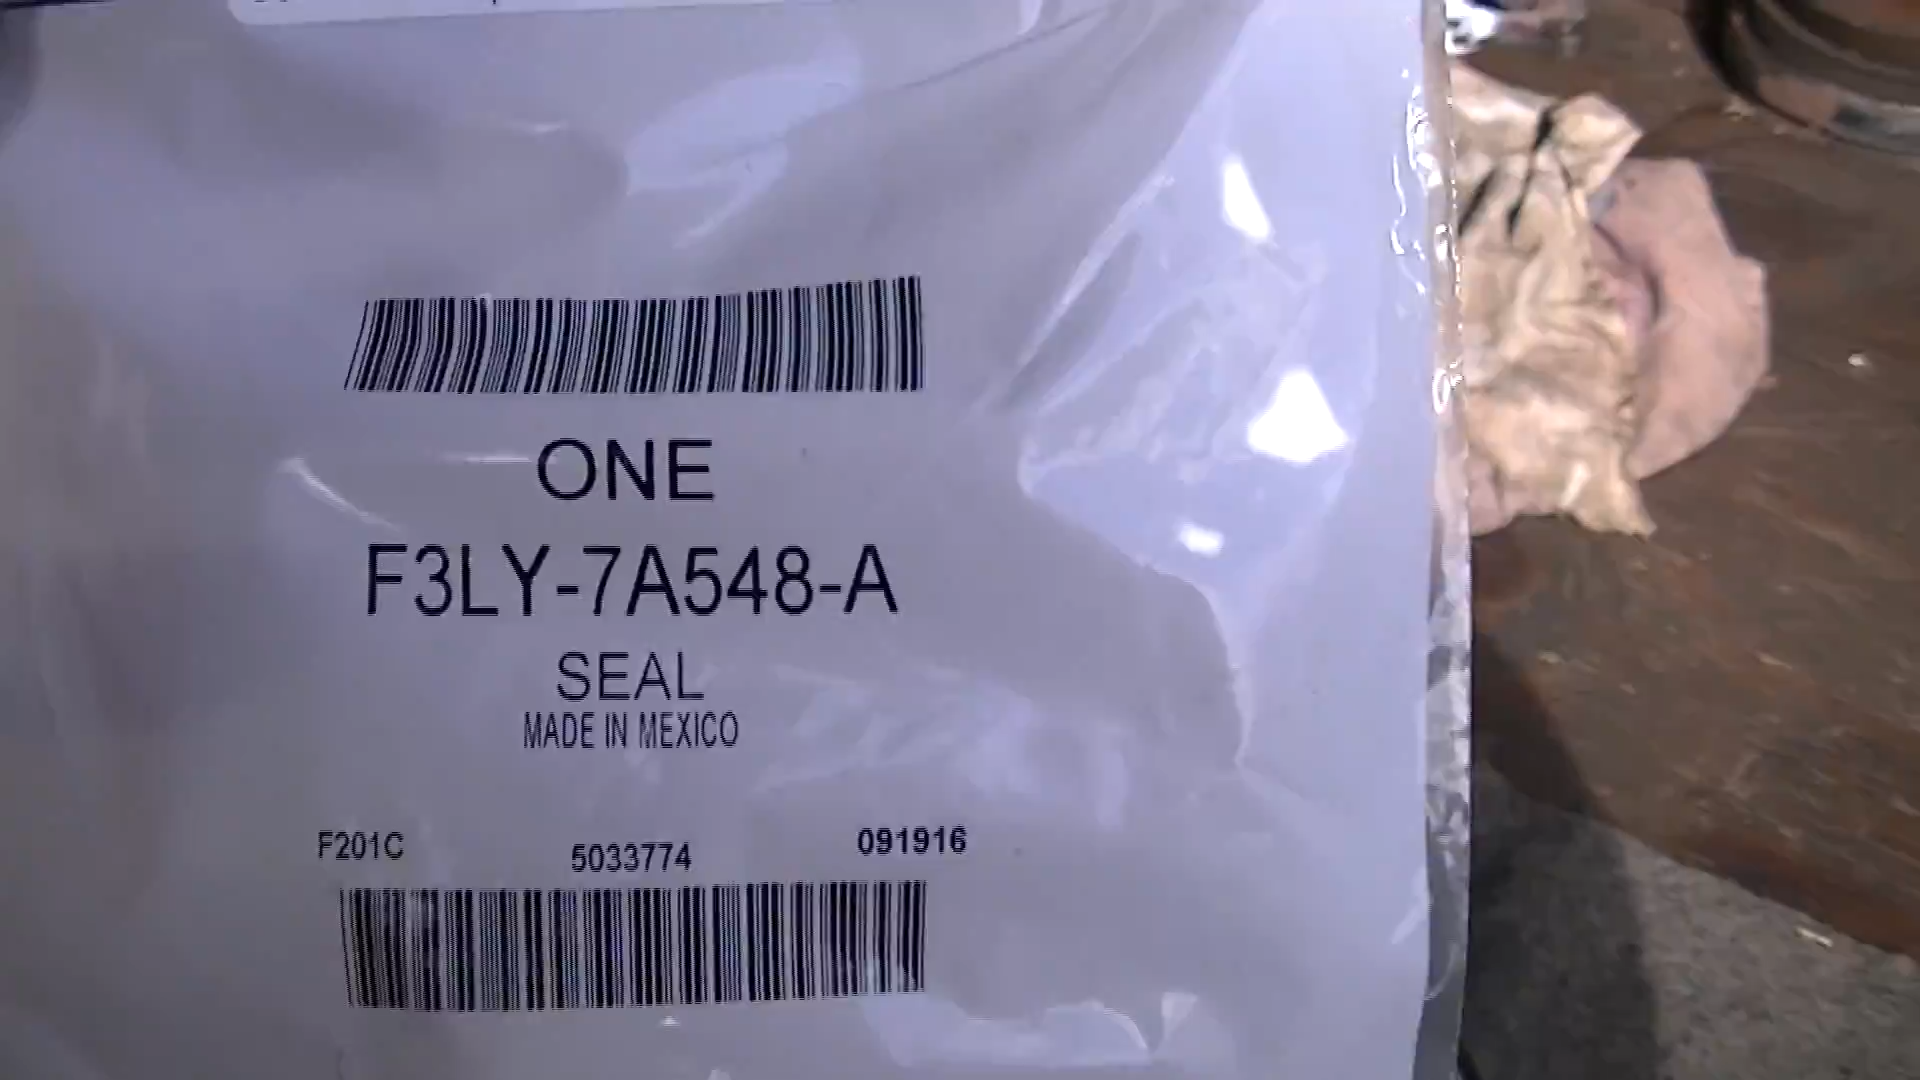 ONE
F3LY-7A548-A
SEAL
MADE IN MEXICO
F201C 5033774 091916